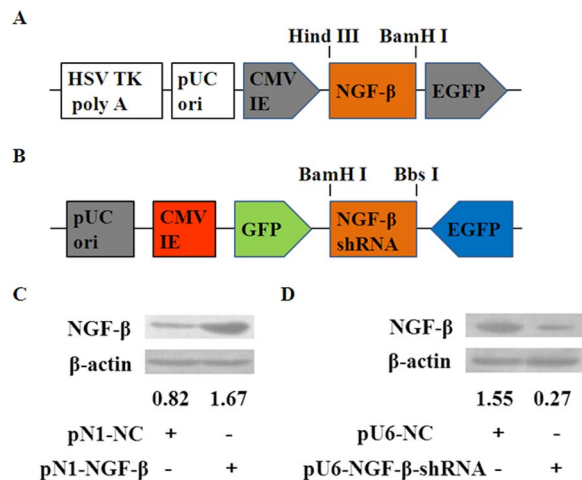 A
Hind III BamH I
HSV TK poly A
pUC ori
CMV IE
NGF-β
EGFP
B
BamH I Bbs I
pUC ori
CMV IE
GFP
NGF-β shRNA
EGFP
C
NGF-β
β-actin
0.82 1.67
pN1-NC + -
pN1-NGF-β - +
D
NGF-β
β-actin
1.55 0.27
pU6-NC + -
pU6-NGF-β-shRNA - +